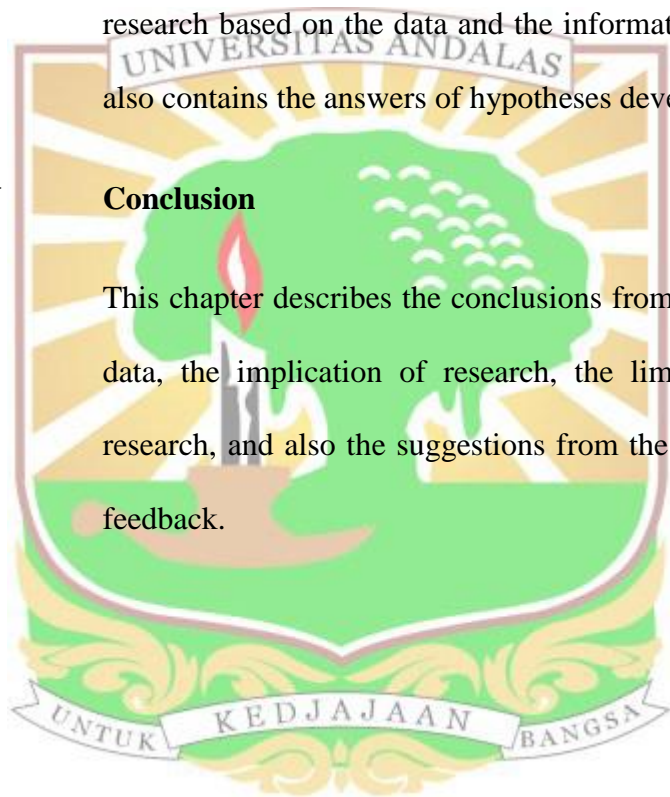 research based on the data and the informat
UNIVERSITAS ANDALAS
also contains the answers of hypotheses deve
Conclusion
This chapter describes the conclusions from
data, the implication of research, the lim
research, and also the suggestions from the
feedback.
UNTUK KEDJAJAAN BANGSA